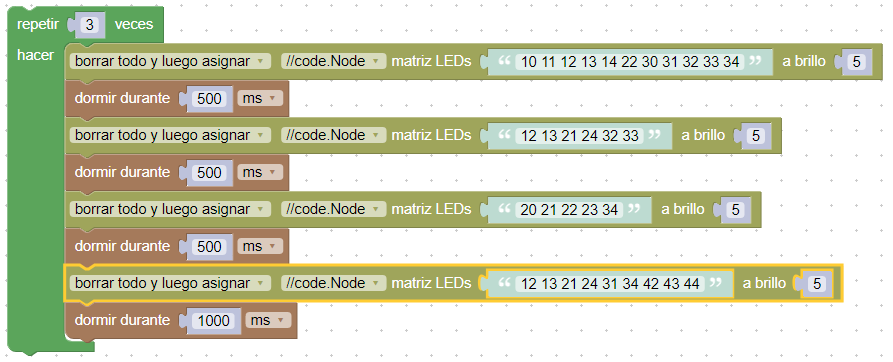 repetir 3 veces
hacer
borrar todo y luego asignar //code.Node matriz LEDs “ 10 11 12 13 14 22 30 31 32 33 34 ” a brillo 5
dormir durante 500 ms
borrar todo y luego asignar //code.Node matriz LEDs “ 12 13 21 24 32 33 ” a brillo 5
dormir durante 500 ms
borrar todo y luego asignar //code.Node matriz LEDs “ 20 21 22 23 34 ” a brillo 5
dormir durante 500 ms
borrar todo y luego asignar //code.Node matriz LEDs “ 12 13 21 24 31 34 42 43 44 ” a brillo 5
dormir durante 1000 ms